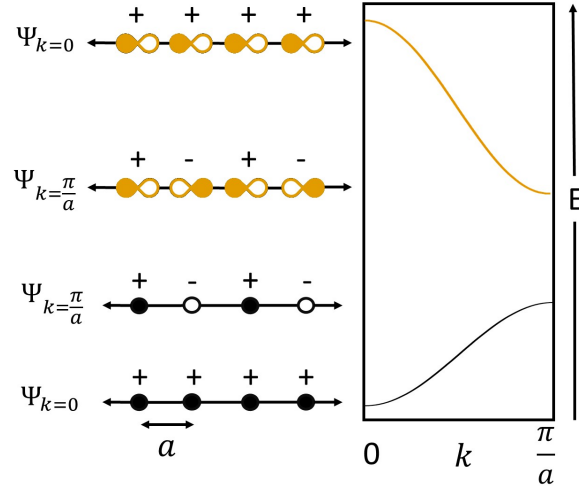 + + + +
Ψk=0
+ - + -
Ψk=π/a
E
+ - + -
Ψk=π/a
+ + + +
Ψk=0
a
0 k π/a